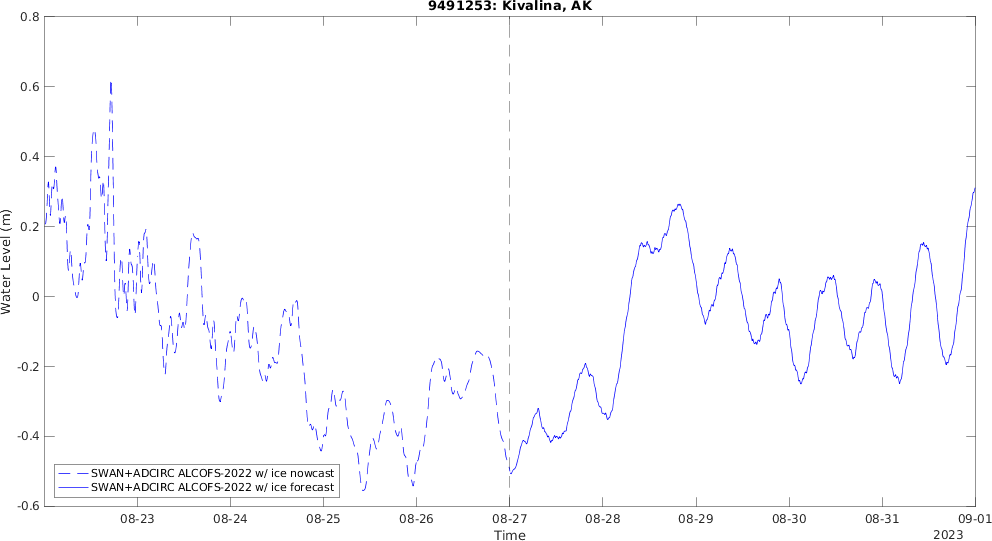 9491253: Kivalina, AK
0.8
0.6
0.4
0.2
0
-0.2
-0.4
-0.6
Water Level (m)
SWAN+ADCIRC ALCOFS-2022 w/ ice nowcast
SWAN+ADCIRC ALCOFS-2022 w/ ice forecast
08-23 08-24 08-25 08-26 08-27 08-28 08-29 08-30 08-31 09-01
Time
2023